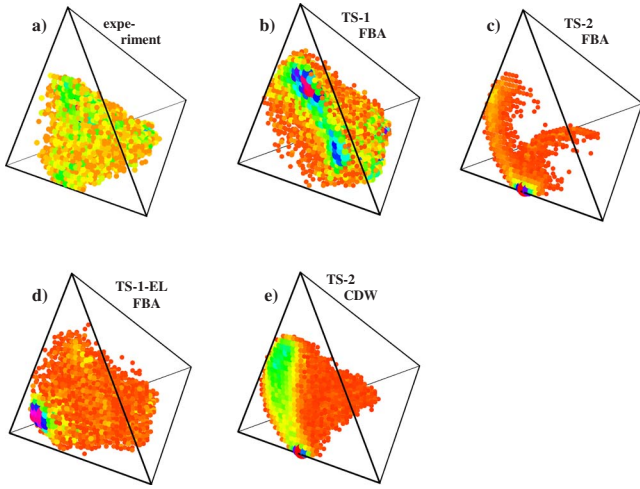 a) expe-
riment
b) TS-1
FBA
c) TS-2
FBA
d) TS-1-EL
FBA
e) TS-2
CDW